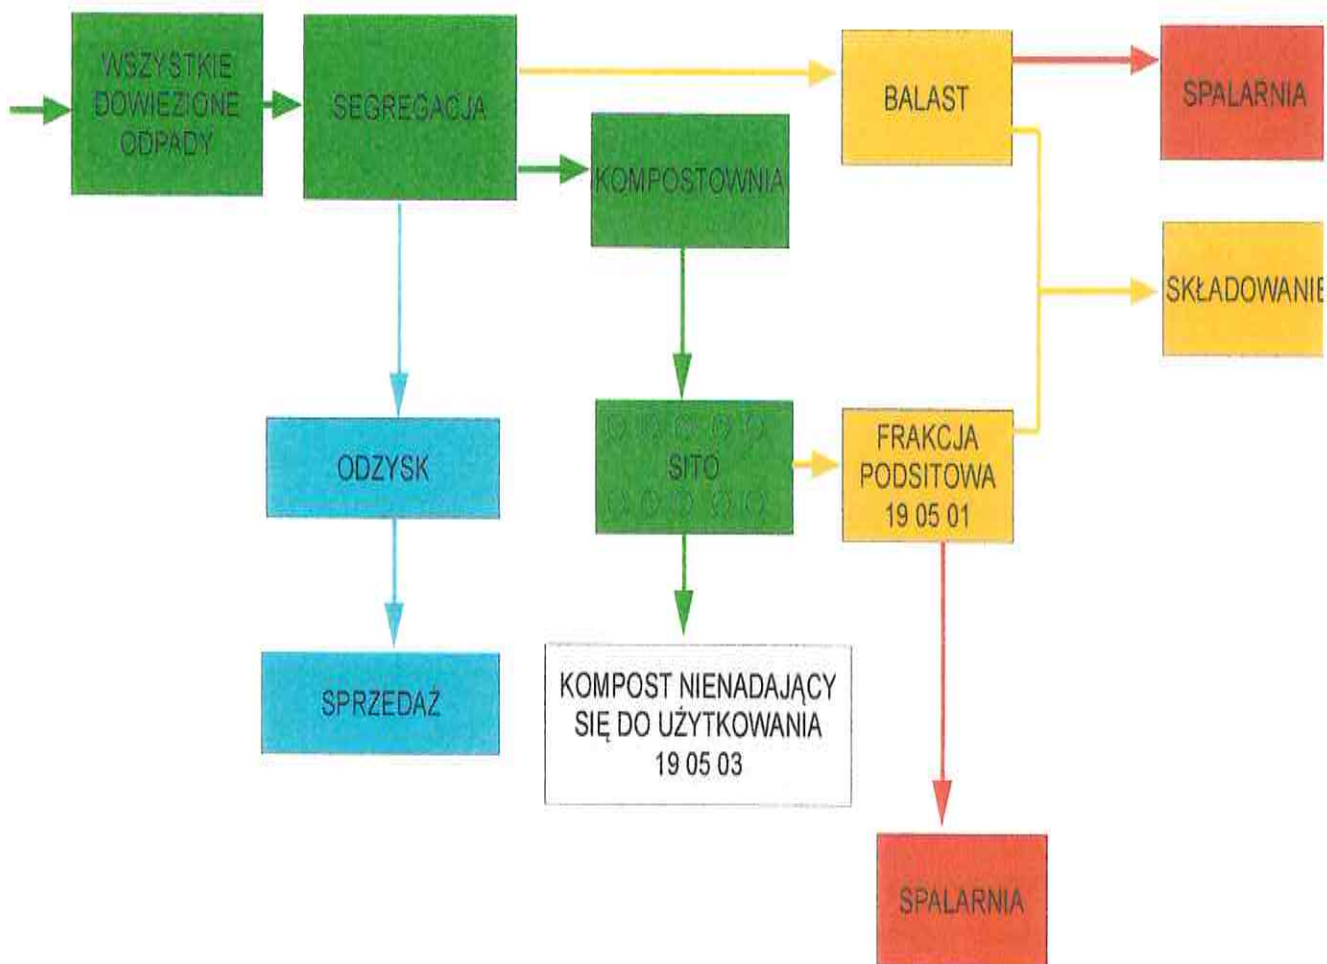 WSZYSTKIE
DOWIEZIONE
ODPADY
SEGREGACJA
KOMPOSTOWNIA
BALAST
SPALARNIA
SKŁADOWANIE
ODZYSK
SITO
FRAKCJA
PODSITOWA
19 05 01
SPRZEDAŻ
KOMPOST NIENADAJĄCY
SIĘ DO UŻYTKOWANIA
19 05 03
SPALARNIA